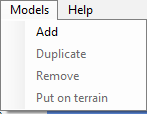 Models Help
Add
Duplicate
Remove
Put on terrain